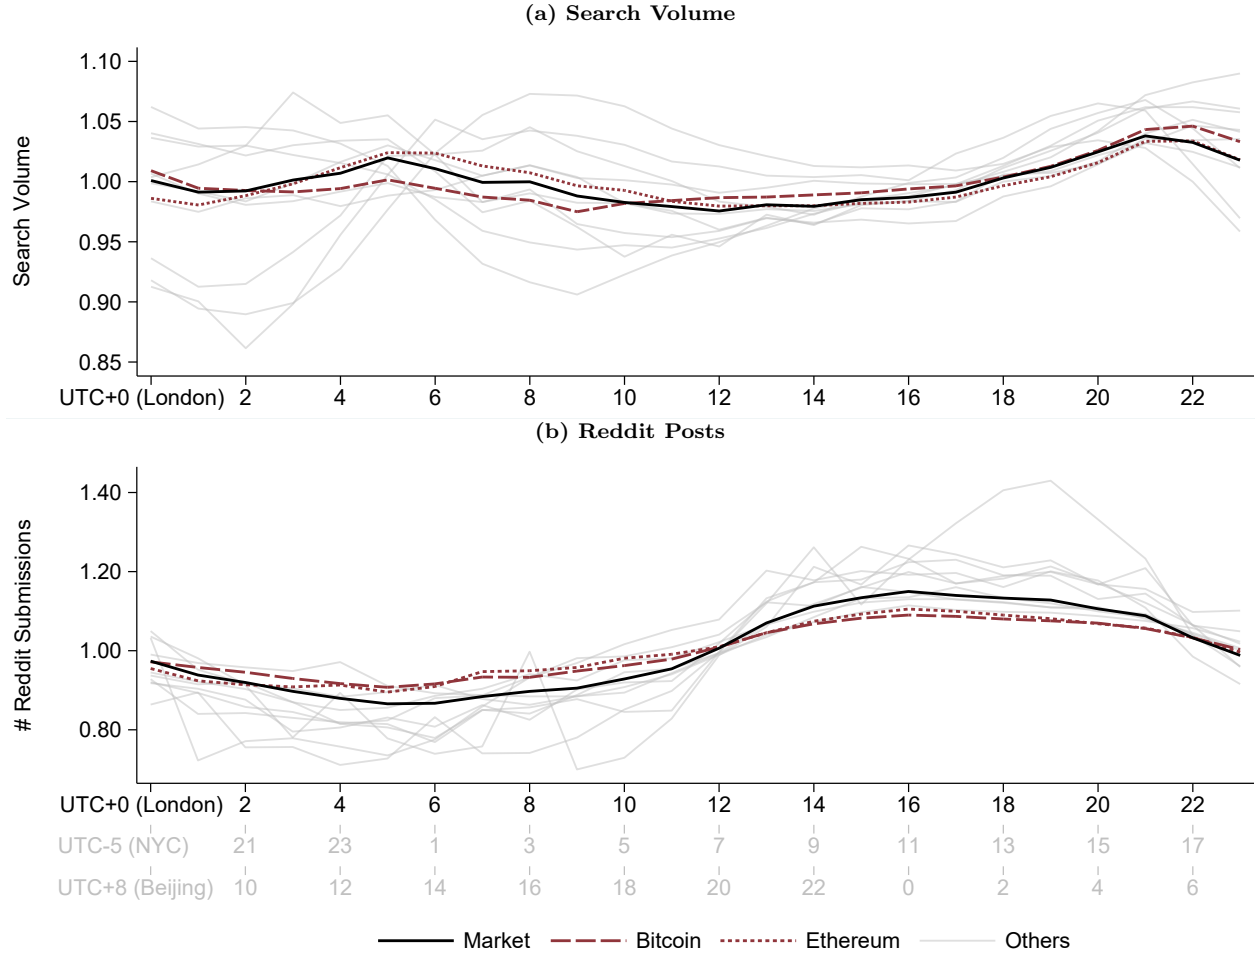 (a) Search Volume
1.10
1.05
1.00
0.95
0.90
0.85
Search Volume
UTC+0 (London) 2 4 6 8 10 12 14 16 18 20 22
(b) Reddit Posts
1.40
1.20
1.00
0.80
# Reddit Submissions
UTC+0 (London) 2 4 6 8 10 12 14 16 18 20 22
UTC-5 (NYC) 21 23 1 3 5 7 9 11 13 15 17
UTC+8 (Beijing) 10 12 14 16 18 20 22 0 2 4 6
Market Bitcoin Ethereum Others